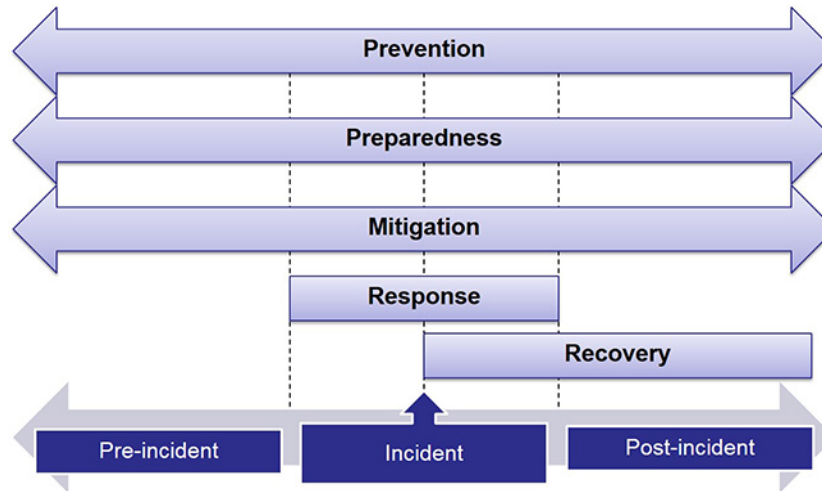 Prevention
Preparedness
Mitigation
Response
Recovery
Pre-incident
Incident
Post-incident